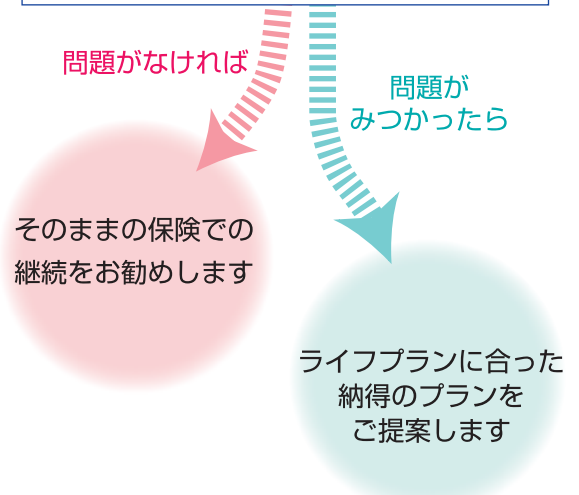 問題がなければ
問題が
みつかったら
そのままの保険での
継続をお勧めします
ライフプランに合った
納得のプランを
ご提案します